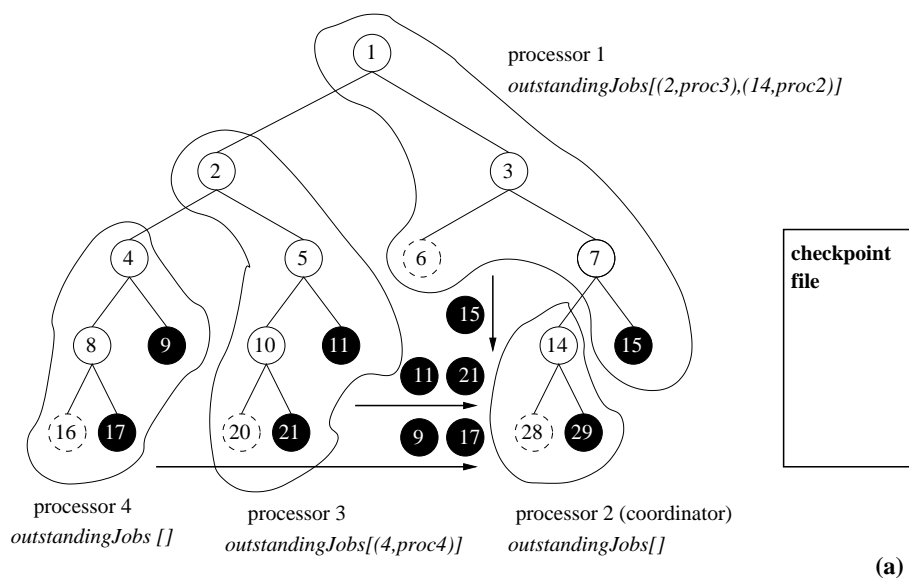 1
processor 1
outstandingJobs[(2,proc3),(14,proc2)]
2
3
4
5
6
7
checkpoint
file
15
8
9
10
11
14
15
11
21
16
17
20
21
9
17
28
29
processor 4
outstandingJobs []
processor 3
outstandingJobs[(4,proc4)]
processor 2 (coordinator)
outstandingJobs[]
(a)